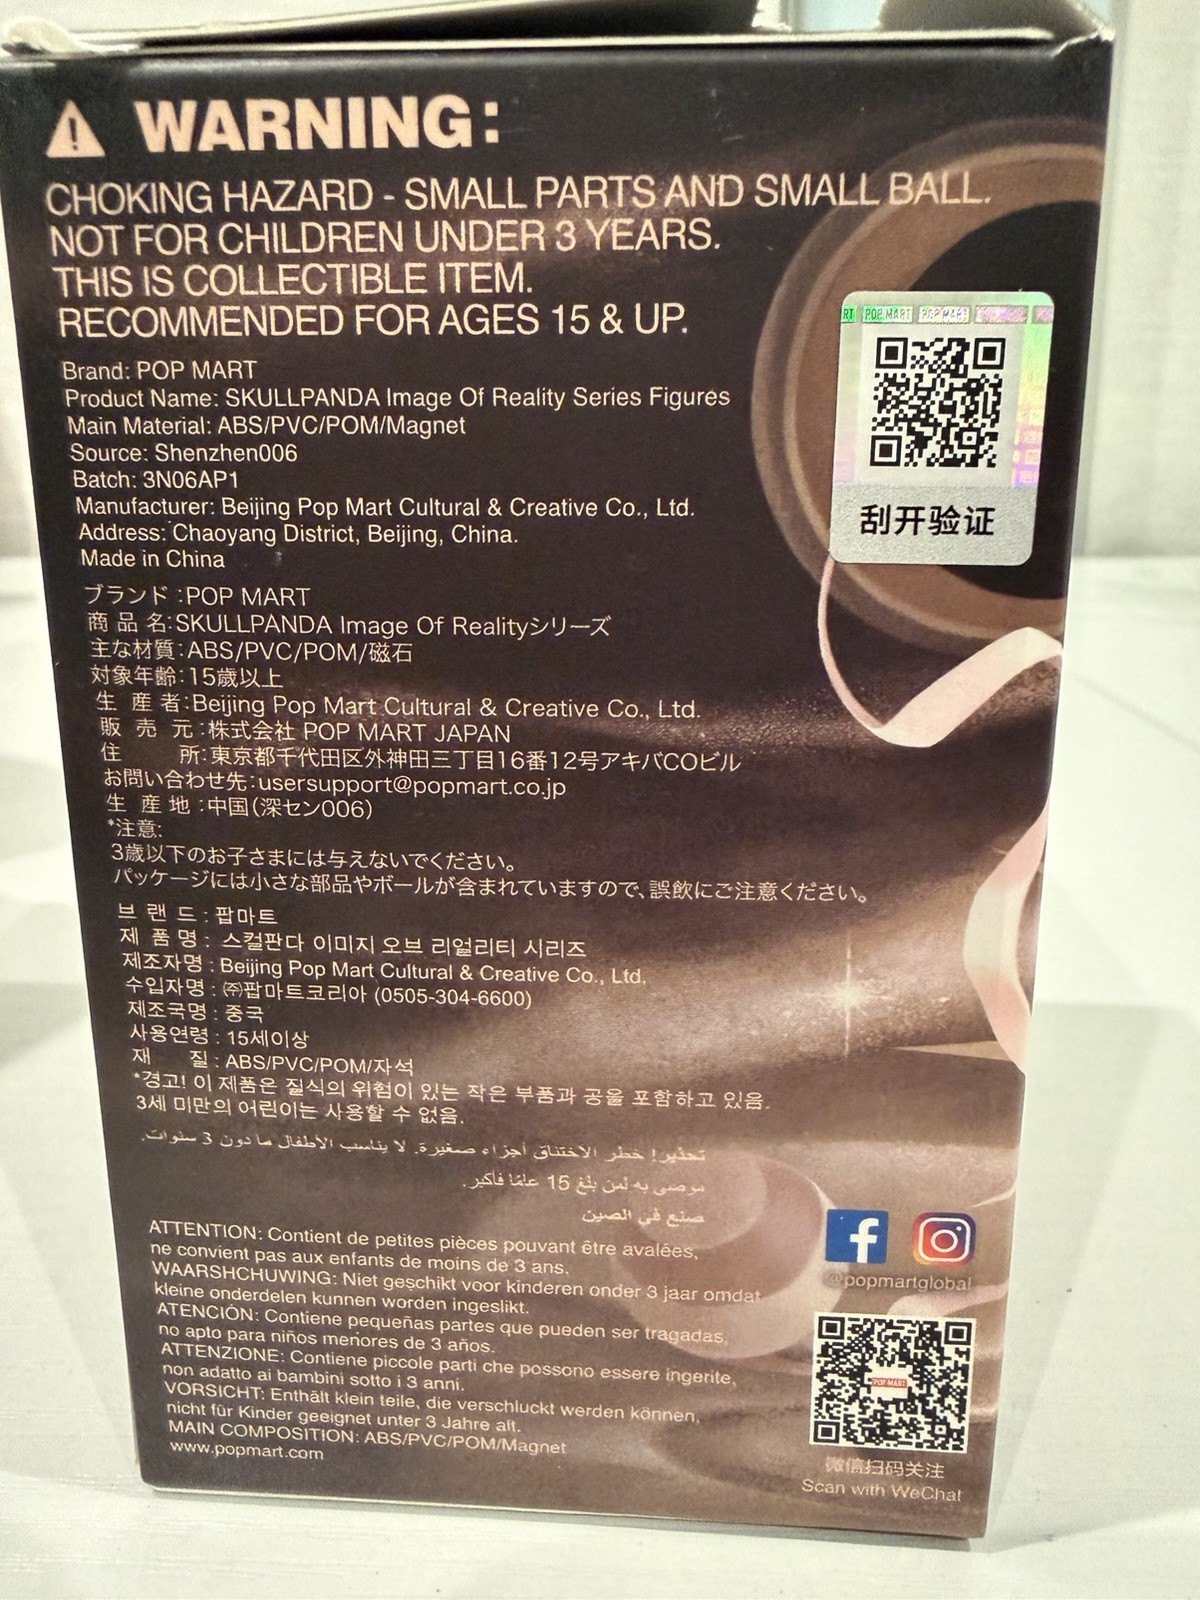 WARNING:
CHOKING HAZARD - SMALL PARTS AND SMALL BALL.
NOT FOR CHILDREN UNDER 3 YEARS.
THIS IS COLLECTIBLE ITEM.
RECOMMENDED FOR AGES 15 & UP.
Brand: POP MART
Product Name: SKULLPANDA Image Of Reality Series Figures
Main Material: ABS/PVC/POM/Magnet
Source: Shenzhen006
Batch: 3N06AP1
Manufacturer: Beijing Pop Mart Cultural & Creative Co., Ltd.
Address: Chaoyang District, Beijing, China.
Made in China
POP MART POP MART
刮开验证
ブランド:POP MART
商品名:SKULLPANDA Image Of Realityシリーズ
主な材質:ABS/PVC/POM/磁石
対象年齢:15歳以上
生産者:Beijing Pop Mart Cultural & Creative Co., Ltd.
販売元:株式会社 POP MART JAPAN
住所:東京都千代田区外神田三丁目16番12号アキバCOビル
お問い合わせ先:usersupport@popmart.co.jp
生産地:中国(深セン006)
*注意:
3歳以下のお子さまには与えないでください。
パッケージには小さな部品やボールが含まれていますので、誤飲にご注意ください。
브랜드: 팝마트
제품명: 스컬판다 이미지 오브 리얼리티 시리즈
제조자명: Beijing Pop Mart Cultural & Creative Co., Ltd.
수입자명: ㈜팝마트코리아 (0505-304-6600)
제조국명: 중국
사용연령: 15세이상
재질: ABS/PVC/POM/자석
*경고! 이 제품은 질식의 위험이 있는 작은 부품과 공을 포함하고 있음.
3세 미만의 어린이는 사용할 수 없음.
تحذير! خطر الاختناق أجزاء صغيرة. لا يناسب الأطفال ما دون 3 سنوات.
موصى به لمن بلغ 15 عامًا فأكبر.
صنع في الصين
ATTENTION: Contient de petites pièces pouvant être avalées,
ne convient pas aux enfants de moins de 3 ans.
WAARSHCHUWING: Niet geschikt voor kinderen onder 3 jaar omdat
kleine onderdelen kunnen worden ingeslikt.
ATENCIÓN: Contiene pequeñas partes que pueden ser tragadas,
no apto para niños menores de 3 años.
ATTENZIONE: Contiene piccole parti che possono essere ingerite,
non adatto ai bambini sotto i 3 anni.
VORSICHT: Enthält klein teile, die verschluckt werden können,
nicht für Kinder geeignet unter 3 Jahre alt.
MAIN COMPOSITION: ABS/PVC/POM/Magnet
www.popmart.com
@popmartglobal
POP MART
微信扫码关注
Scan with WeChat